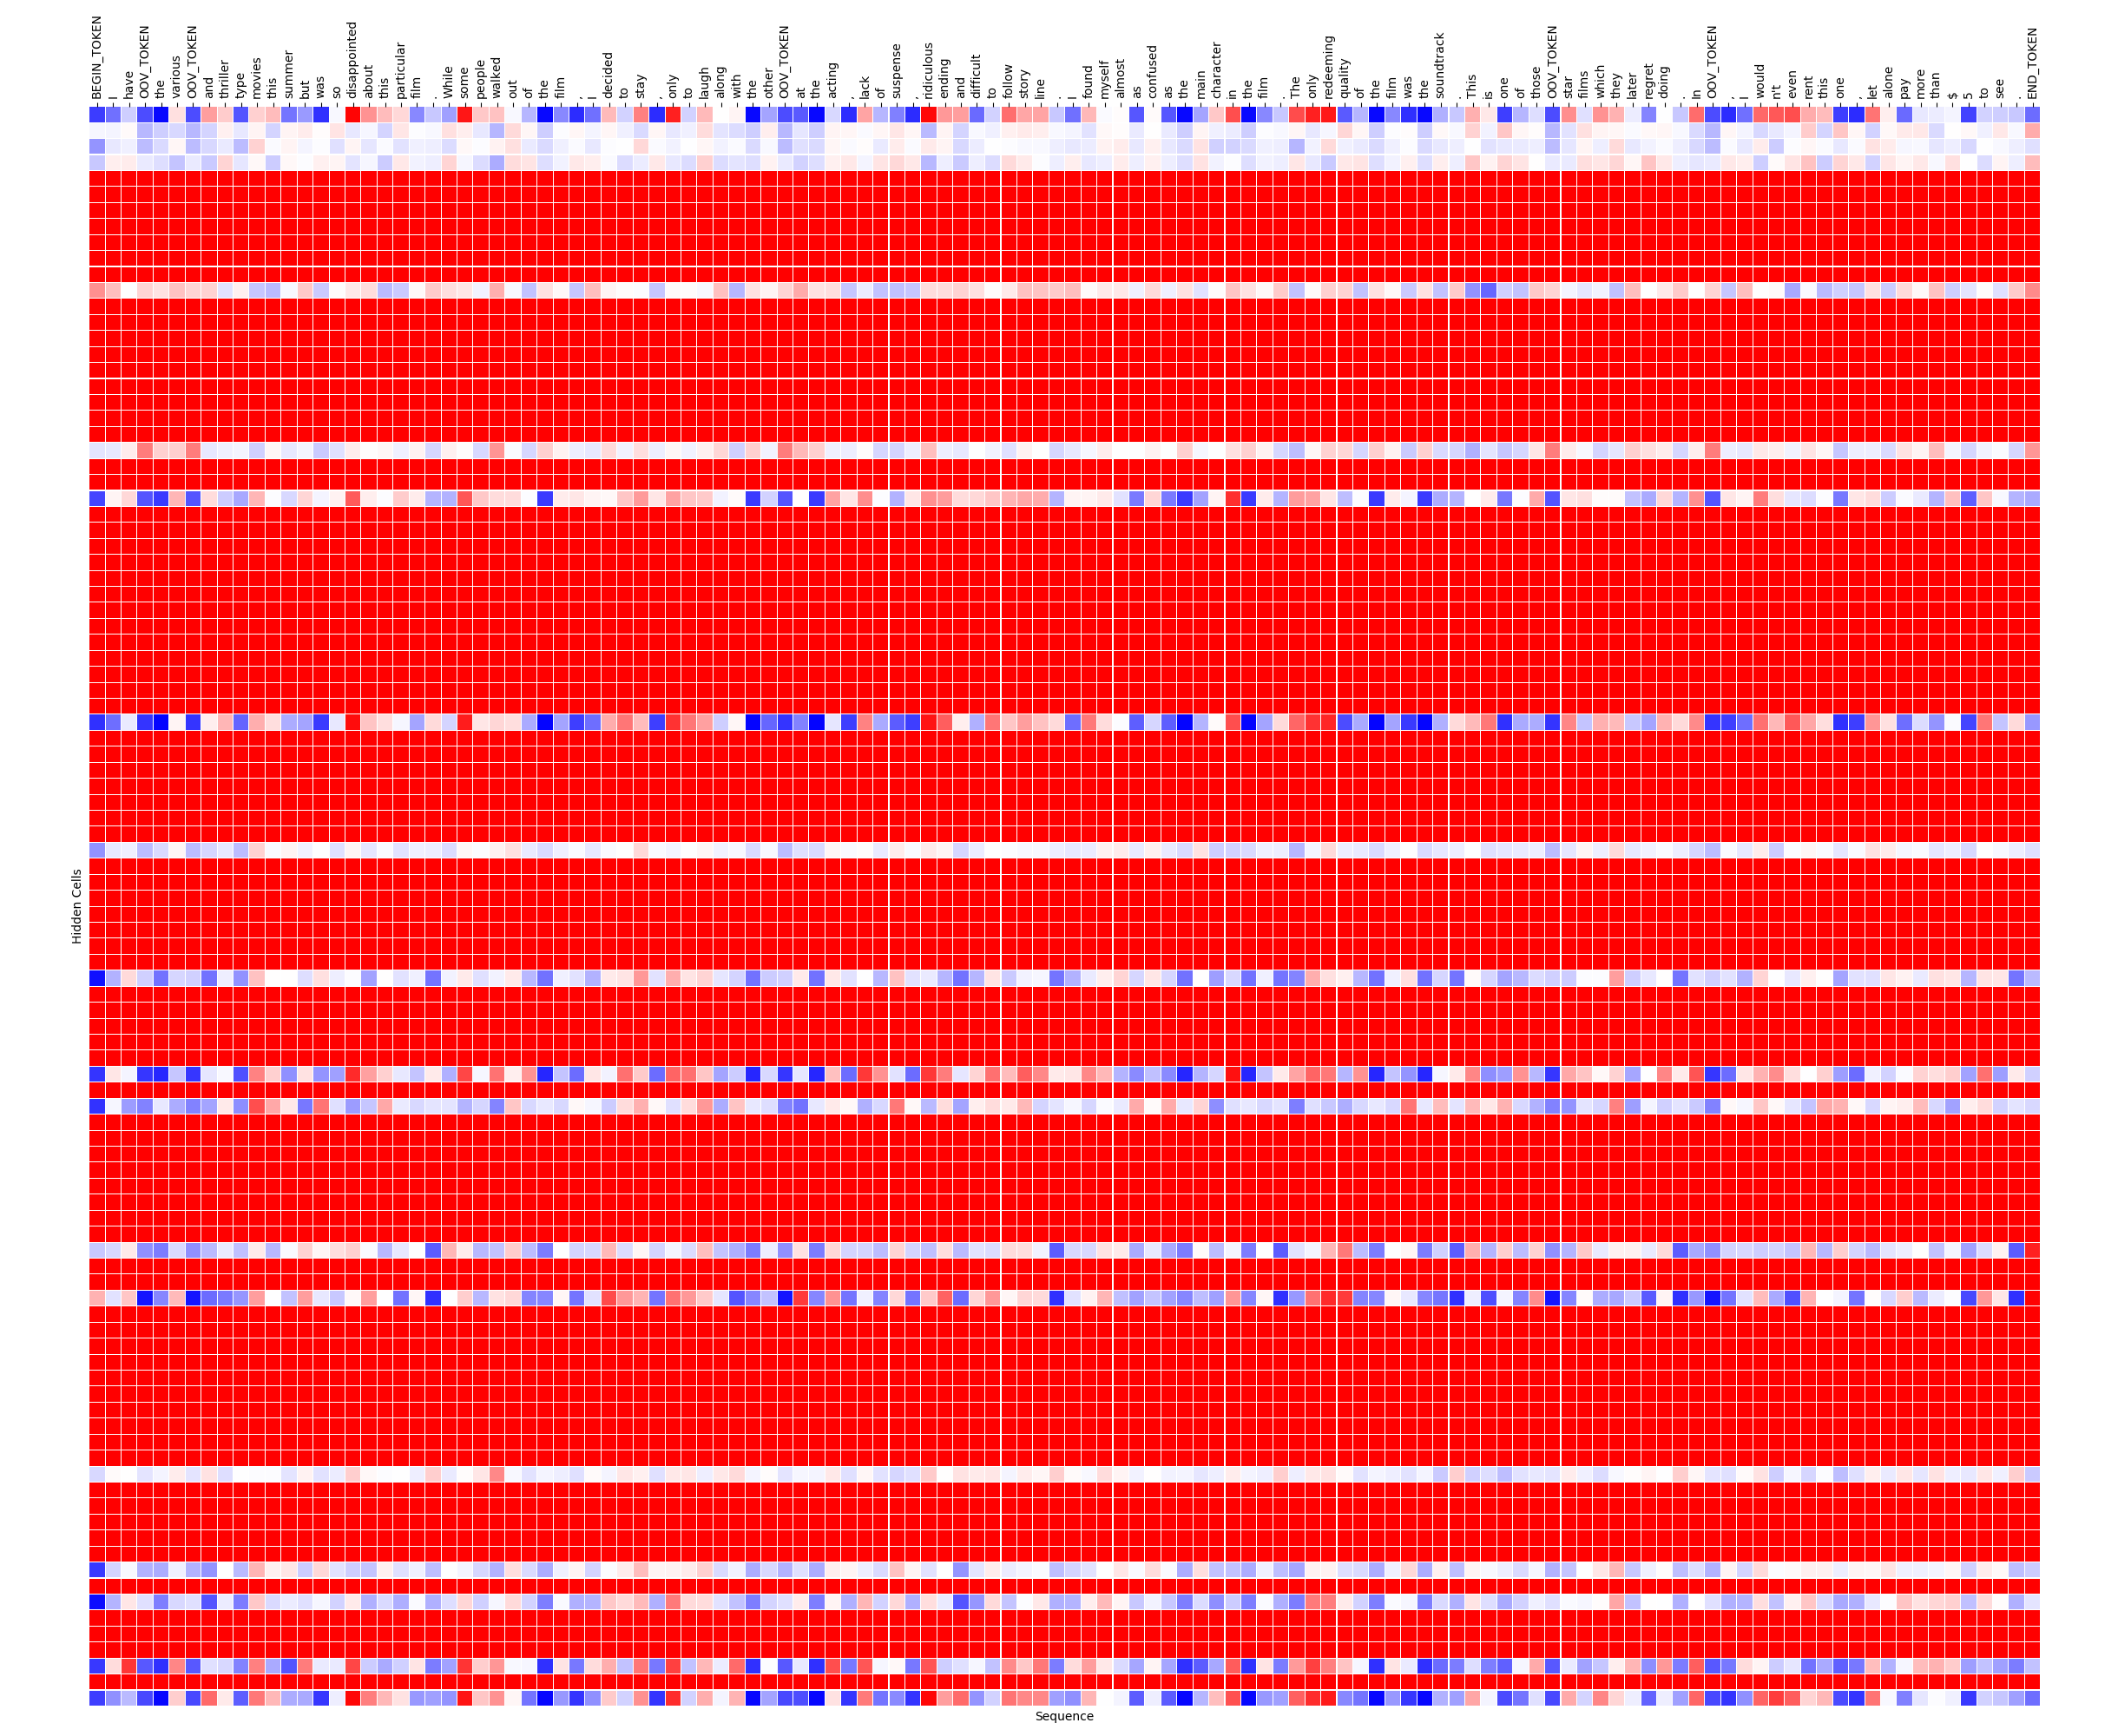 BEGIN_TOKEN
I
have
OOV_TOKEN
the
various
OOV_TOKEN
and
thriller
type
movies
this
summer
but
was
so
disappointed
about
this
particular
film
.
While
some
people
walked
out
of
the
film
,
I
decided
to
stay
,
only
to
laugh
along
with
the
other
OOV_TOKEN
at
the
acting
,
lack
of
suspense
,
ridiculous
ending
and
difficult
to
follow
story
line
.
I
found
myself
almost
as
confused
as
the
main
character
in
the
film
.
The
only
redeeming
quality
of
the
film
was
the
soundtrack
.
This
is
one
of
those
OOV_TOKEN
star
films
which
they
later
regret
doing
.
In
OOV_TOKEN
,
I
would
n't
even
rent
this
one
,
let
alone
pay
more
than
$
5
to
see
.
END_TOKEN
Hidden Cells
Sequence